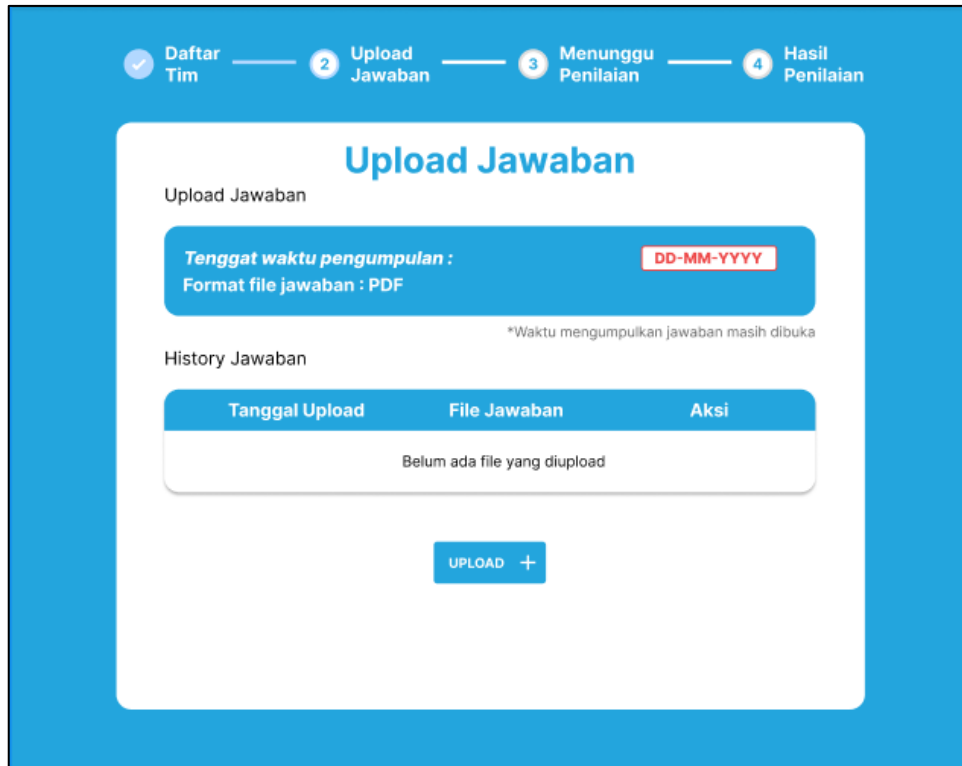 Daftar Tim
2 Upload Jawaban
3 Menunggu Penilaian
4 Hasil Penilaian
Upload Jawaban
Upload Jawaban
Tenggat waktu pengumpulan : DD-MM-YYYY
Format file jawaban : PDF
*Waktu mengumpulkan jawaban masih dibuka
History Jawaban
Tanggal Upload File Jawaban Aksi
Belum ada file yang diupload
UPLOAD +